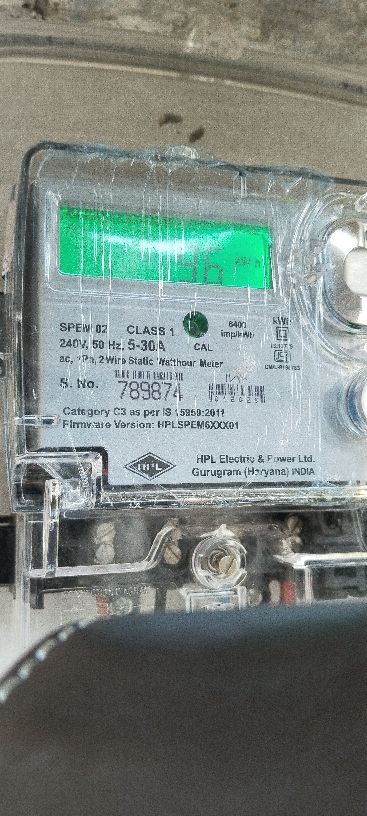 SPEM 02 CLASS 1
240V, 50 Hz, 5-30A CAL
6400
imp/kWh
kWh
ac, 1Ph, 2 Wire Static Watthour Meter
S. No. 789874
Category C3 as per IS 15959:2011
Firmware Version: HPLSPEM6XXX01
HPL
HPL Electric & Power Ltd.
Gurugram (Haryana) INDIA